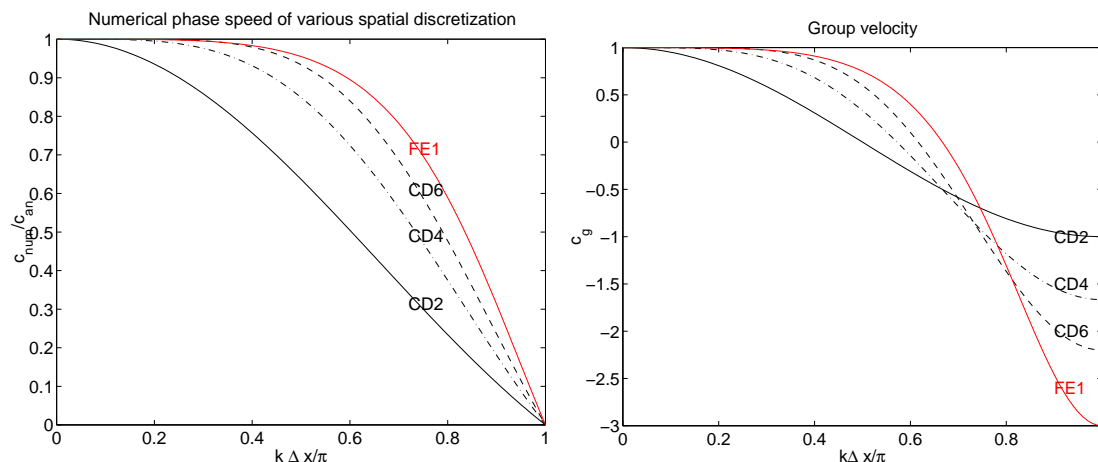 Numerical phase speed of various spatial discretization
1
0.9
0.8
0.7
0.6
0.5
0.4
0.3
0.2
0.1
0
c_num/c_an
FE1
CD6
CD4
CD2
0
0.2
0.4
0.6
0.8
1
k Δ x/π
Group velocity
1
0.5
0
−0.5
−1
−1.5
−2
−2.5
−3
c_g
CD2
CD4
CD6
FE1
0
0.2
0.4
0.6
0.8
kΔ x/π